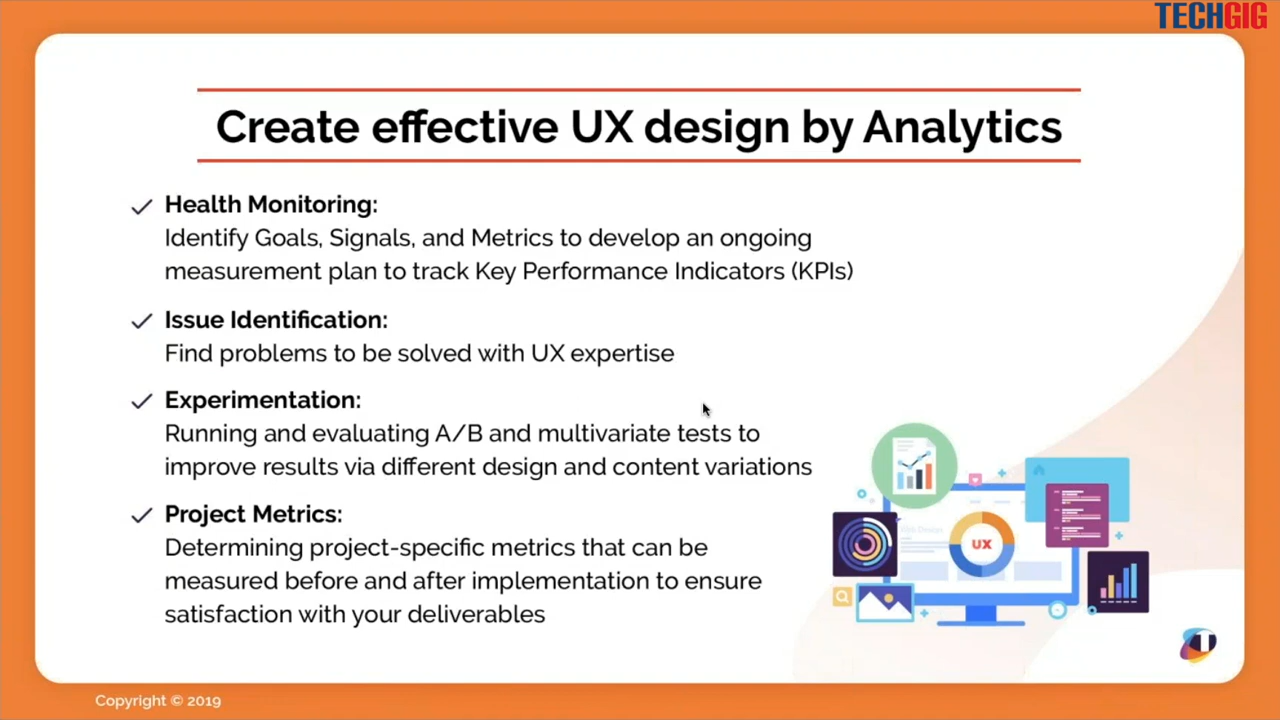 TECHGIG
Create effective UX design by Analytics
Health Monitoring:
Identify Goals, Signals, and Metrics to develop an ongoing
measurement plan to track Key Performance Indicators (KPIs)
Issue Identification:
Find problems to be solved with UX expertise
Experimentation:
Running and evaluating A/B and multivariate tests to
improve results via different design and content variations
Project Metrics:
Determining project-specific metrics that can be
measured before and after implementation to ensure
satisfaction with your deliverables
Web Design
UX
Copyright © 2019